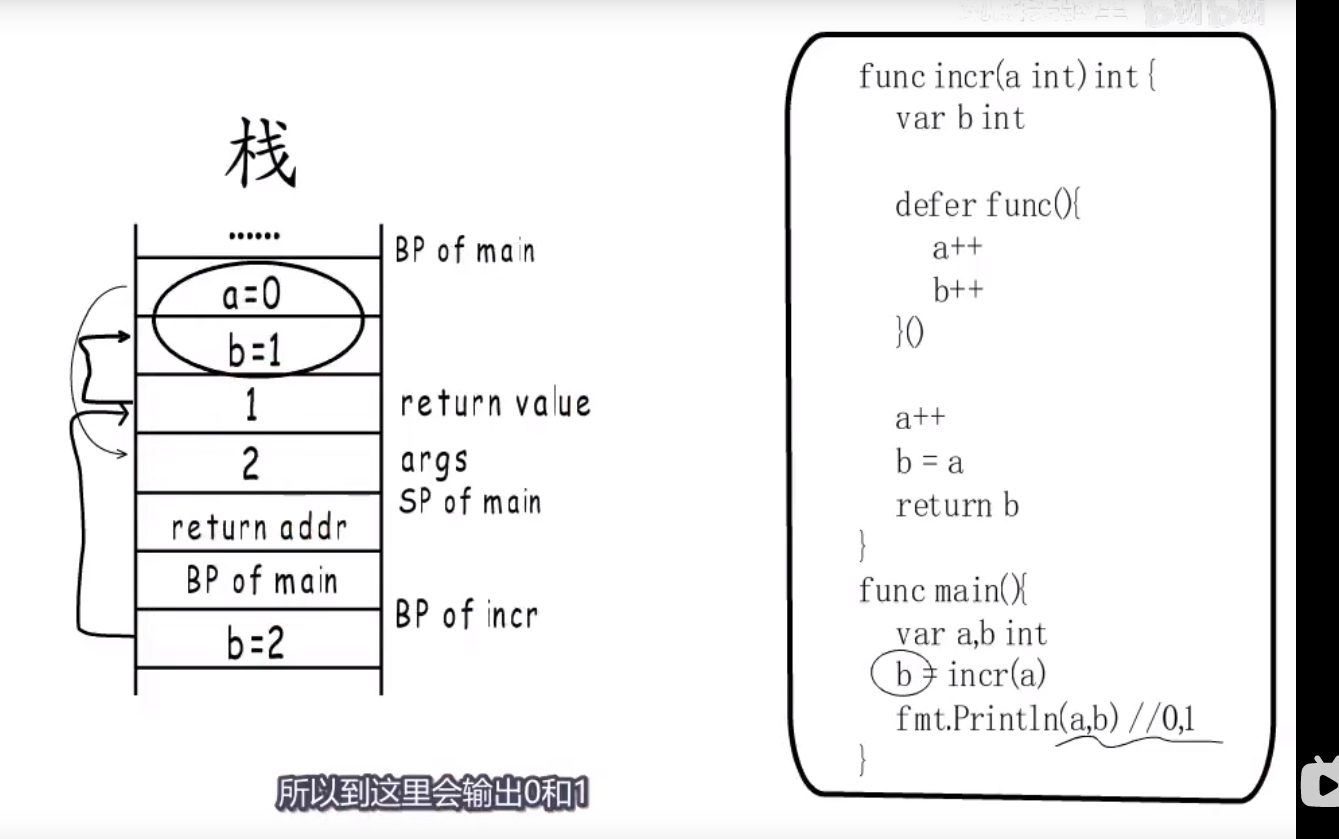 栈
......
BP of main
a=0
b=1
1
return value
2
args
SP of main
return addr
BP of main
BP of incr
b=2
func incr(a int) int {
var b int
defer func(){
a++
b++
}()
a++
b = a
return b
}
func main(){
var a,b int
b = incr(a)
fmt.Println(a,b) //0,1
}
所以到这里会输出0和1